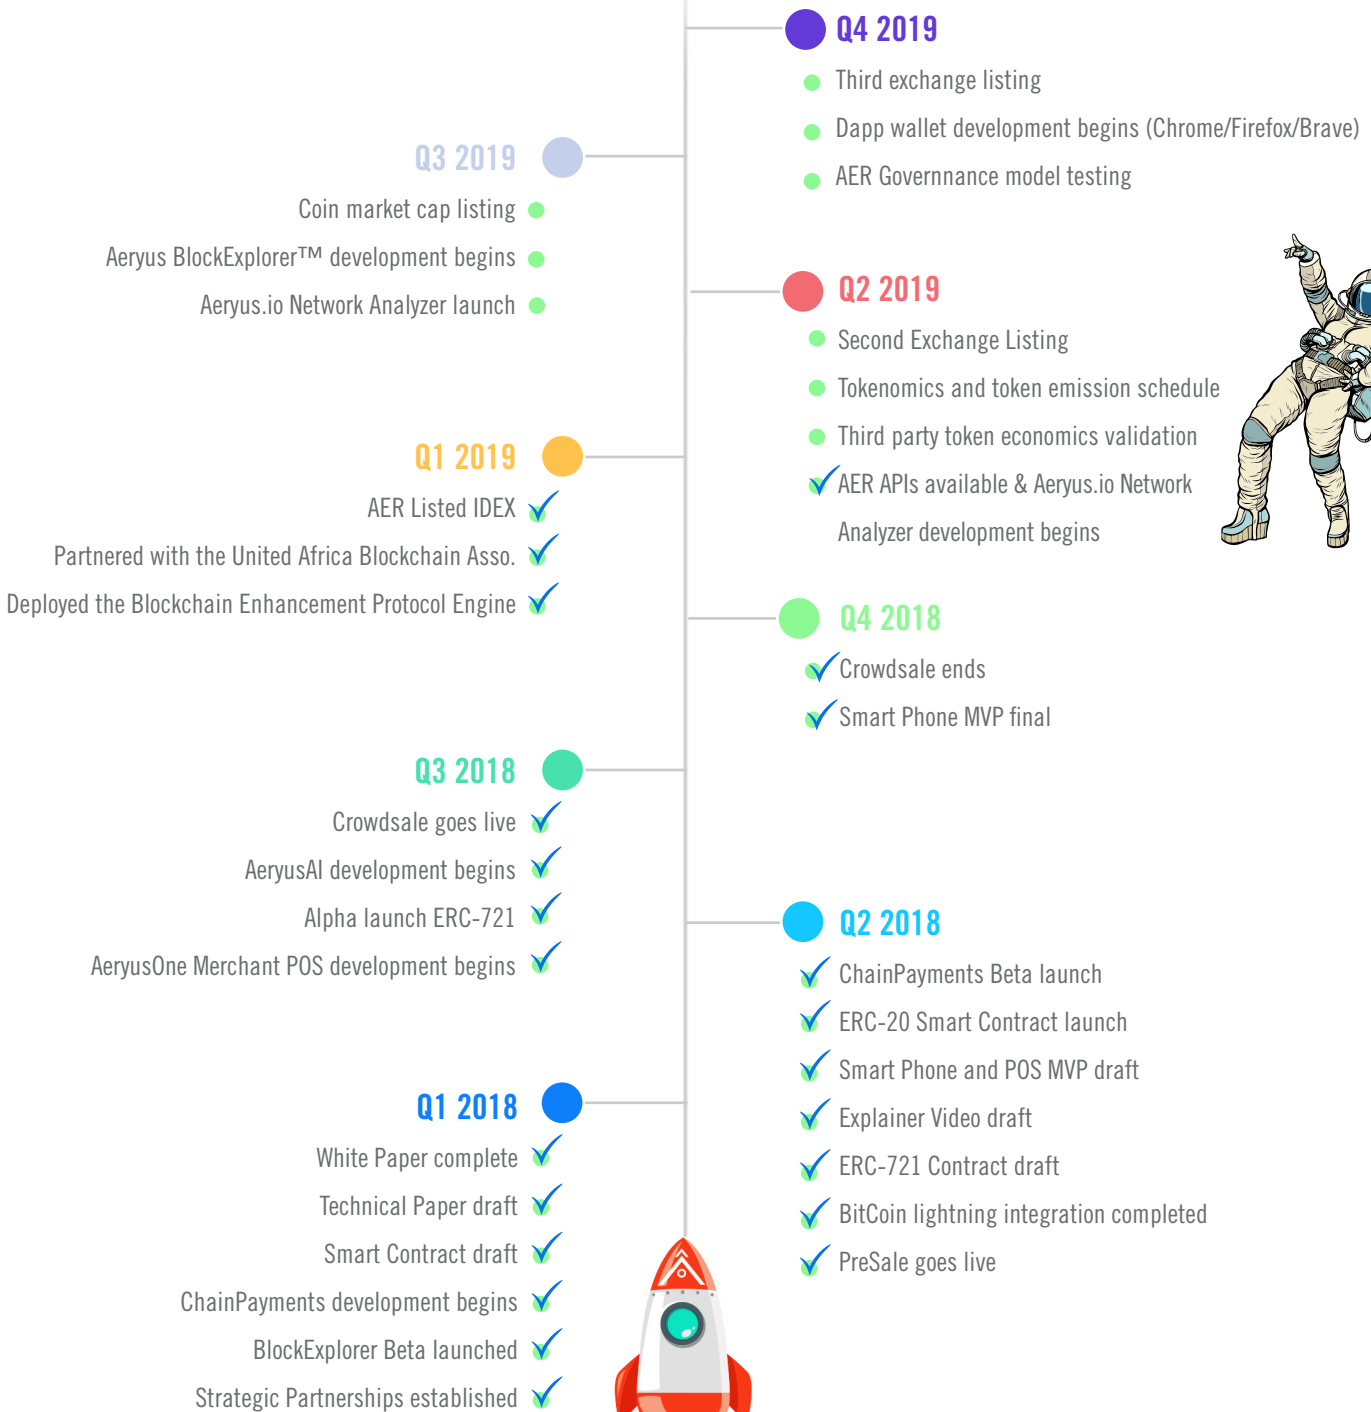 Q4 2019
Third exchange listing
Dapp wallet development begins (Chrome/Firefox/Brave)
AER Governnance model testing
Q3 2019
Coin market cap listing
Aeryus BlockExplorer™ development begins
Aeryus.io Network Analyzer launch
Q2 2019
Second Exchange Listing
Tokenomics and token emission schedule
Third party token economics validation
AER APIs available & Aeryus.io Network
Analyzer development begins
Q1 2019
AER Listed IDEX
Partnered with the United Africa Blockchain Asso.
Deployed the Blockchain Enhancement Protocol Engine
Q4 2018
Crowdsale ends
Smart Phone MVP final
Q3 2018
Crowdsale goes live
AeryusAI development begins
Alpha launch ERC-721
AeryusOne Merchant POS development begins
Q2 2018
ChainPayments Beta launch
ERC-20 Smart Contract launch
Smart Phone and POS MVP draft
Explainer Video draft
ERC-721 Contract draft
BitCoin lightning integration completed
PreSale goes live
Q1 2018
White Paper complete
Technical Paper draft
Smart Contract draft
ChainPayments development begins
BlockExplorer Beta launched
Strategic Partnerships established